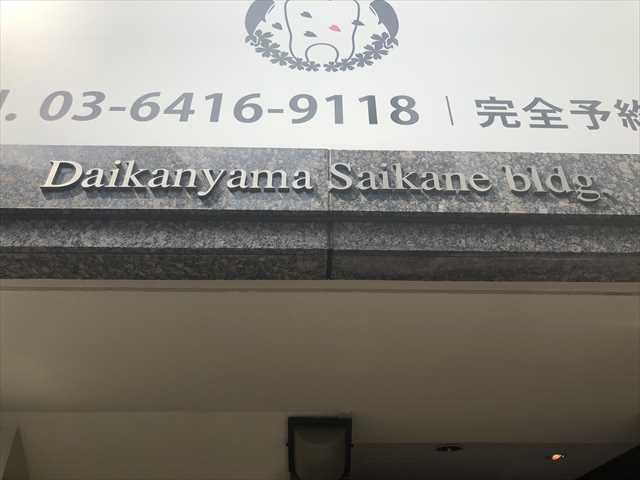 03-6416-9118 | 完全予
Daikanyama Saikane bldg.